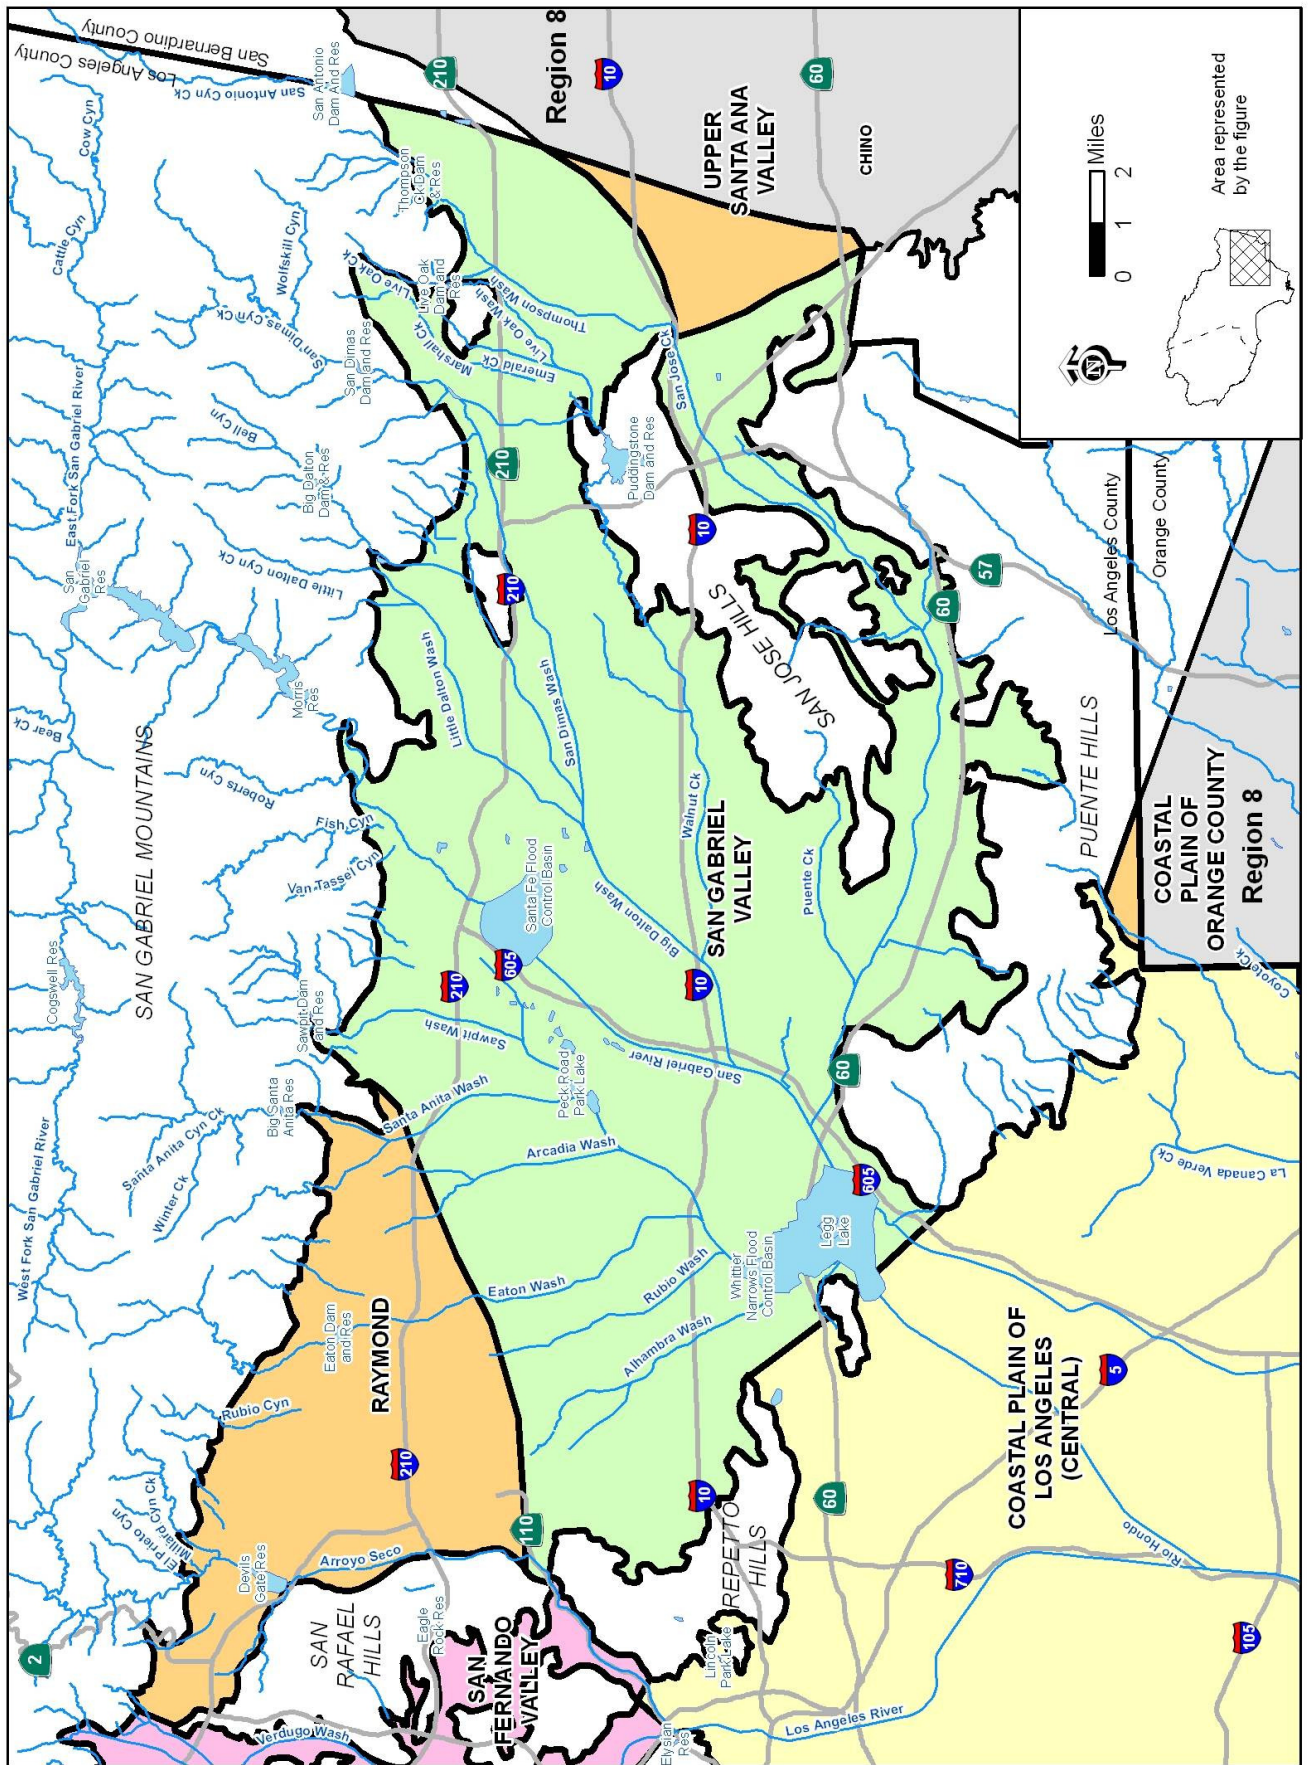 San Bernardino County
Los Angeles County
San Antonio Cyn Ck
San Antonio
Dam And Res
Cow Cyn
Cattle Cyn
Wolfskill Cyn
San Dimas Cyn Ck
San Dimas
Dam and Res
Thompson
Ck Dam
& Res
Live Oak Ck
Live Oak
Dam and
Res
Live Oak Wash
Thompson Wash
Marshall Ck
Emerald Ck
East Fork San Gabriel River
Bell Cyn
Big Dalton
Dam & Res
Little Dalton Cyn Ck
San
Gabriel
Res
Morris
Res
Bear Ck
SAN GABRIEL MOUNTAINS
Roberts Cyn
Fish Cyn
Van Tassel Cyn
Cogswell Res
Sawpit Dam
and Res
Big Santa
Anita Res
West Fork San Gabriel River
Santa Anita Cyn Ck
Winter Ck
Eaton Dam
and Res
Rubio Cyn
El Prieto Cyn
Millard Cyn Ck
Devils
Gate Res
Arroyo Seco
2
RAYMOND
210
210
210
210
210
Region 8
10
60
UPPER
SANTA ANA
VALLEY
CHINO
San Jose Ck
Puddingstone
Dam and Res
10
SAN JOSE HILLS
Little Dalton Wash
San Dimas Wash
Big Dalton Wash
Walnut Ck
Puente Ck
SAN GABRIEL
VALLEY
10
Santa Fe Flood
Control Basin
605
Sawpit Wash
San Gabriel River
Peck Road
Park Lake
Santa Anita Wash
Arcadia Wash
Eaton Wash
Rubio Wash
Alhambra Wash
Whittier
Narrows Flood
Control Basin
Legg
Lake
605
60
60
57
Los Angeles County
Orange County
PUENTE HILLS
COASTAL
PLAIN OF
ORANGE COUNTY
Region 8
Coyote Ck
La Canada Verde Ck
COASTAL PLAIN OF
LOS ANGELES
(CENTRAL)
5
10
60
710
105
110
Rio Hondo
Los Angeles River
REPETTO
HILLS
Lincoln
Park Lake
SAN
RAFAEL
HILLS
Eagle
Rock Res
SAN
FERNANDO
VALLEY
Verdugo Wash
Elysian
Res
N
0 1 2
Miles
Area represented
by the figure